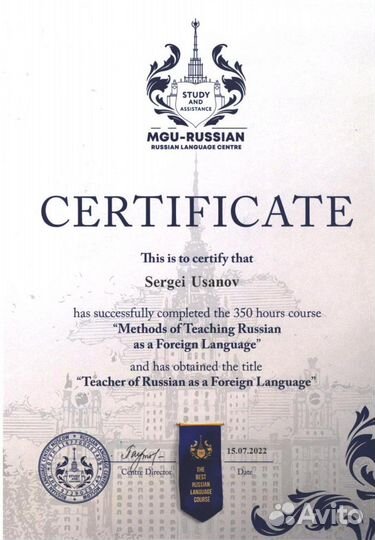 STUDY
AND
ASSISTANCE
MGU-RUSSIAN
RUSSIAN LANGUAGE CENTRE
CERTIFICATE
This is to certify that
Sergei Usanov
has successfully completed the 350 hours course
“Methods of Teaching Russian
as a Foreign Language”
and has obtained the title
“Teacher of Russian as a Foreign Language”
15.07.2022
Centre Director
Date
THE
BEST
RUSSIAN
LANGUAGE
COURSE
Avito